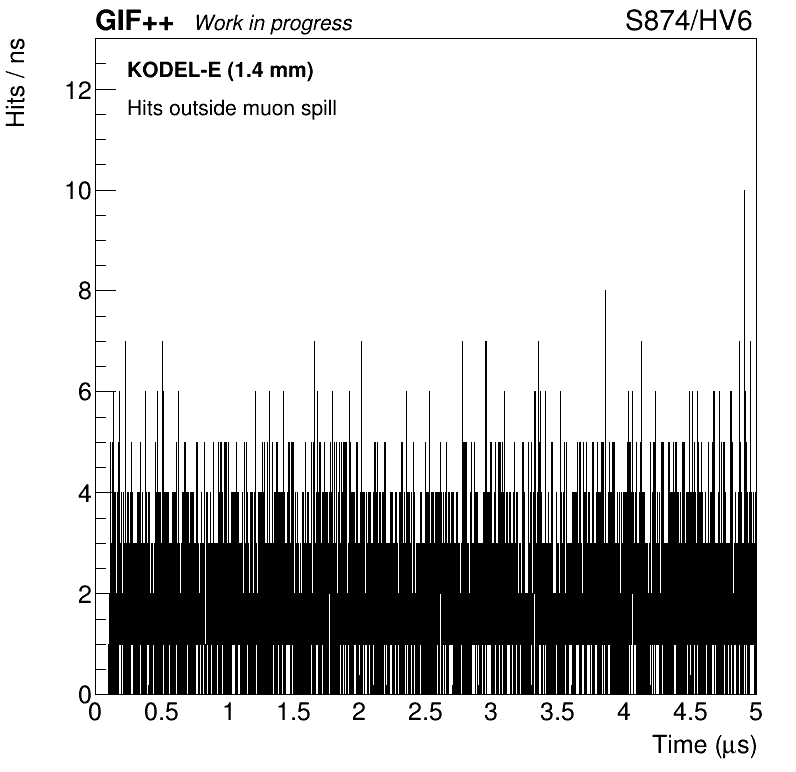 GIF++ Work in progress S874/HV6
Hits / ns
KODEL-E (1.4 mm)
Hits outside muon spill
12
10
8
6
4
2
0
0 0.5 1 1.5 2 2.5 3 3.5 4 4.5 5
Time (μs)